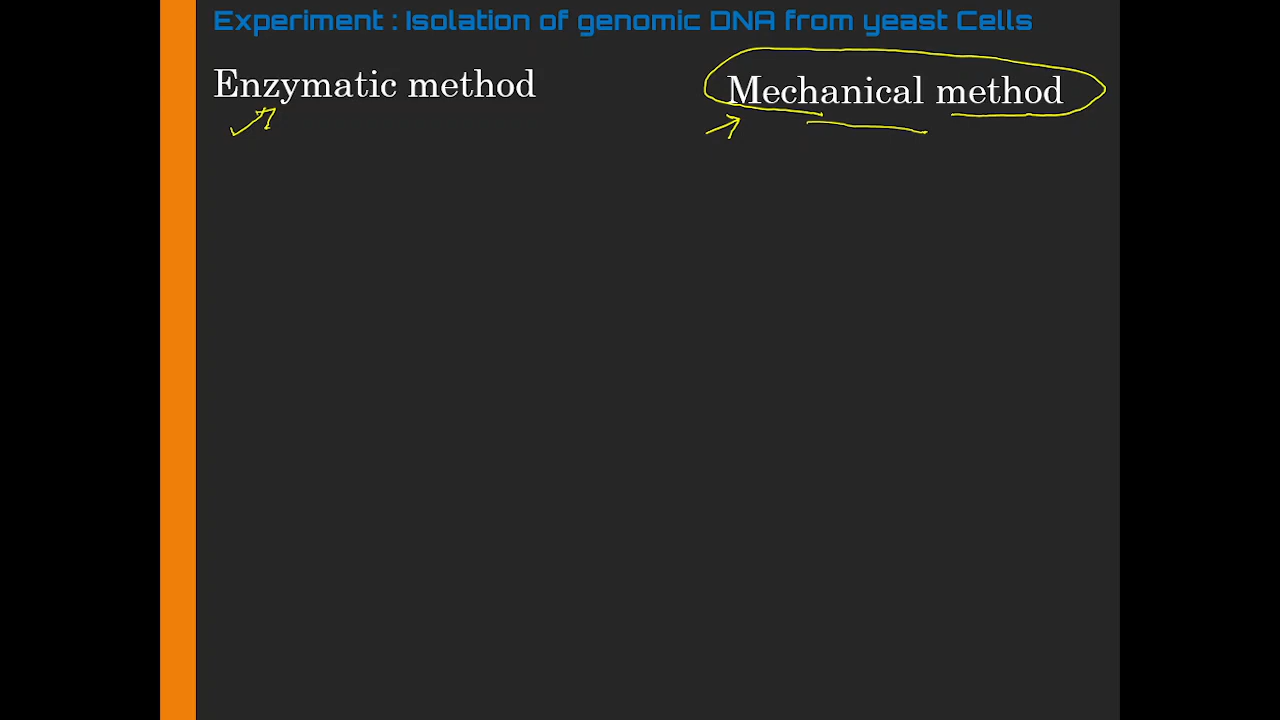 Experiment : Isolation of genomic DNA from yeast Cells
Enzymatic method
Mechanical method